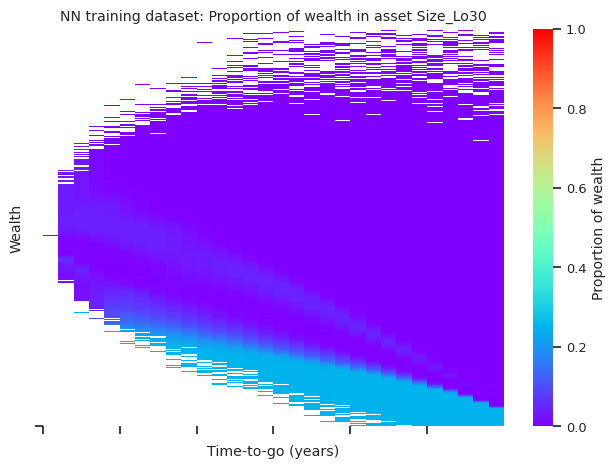 NN training dataset: Proportion of wealth in asset Size_Lo30
Wealth
Time-to-go (years)
1.0
0.8
0.6
0.4
0.2
0.0
Proportion of wealth